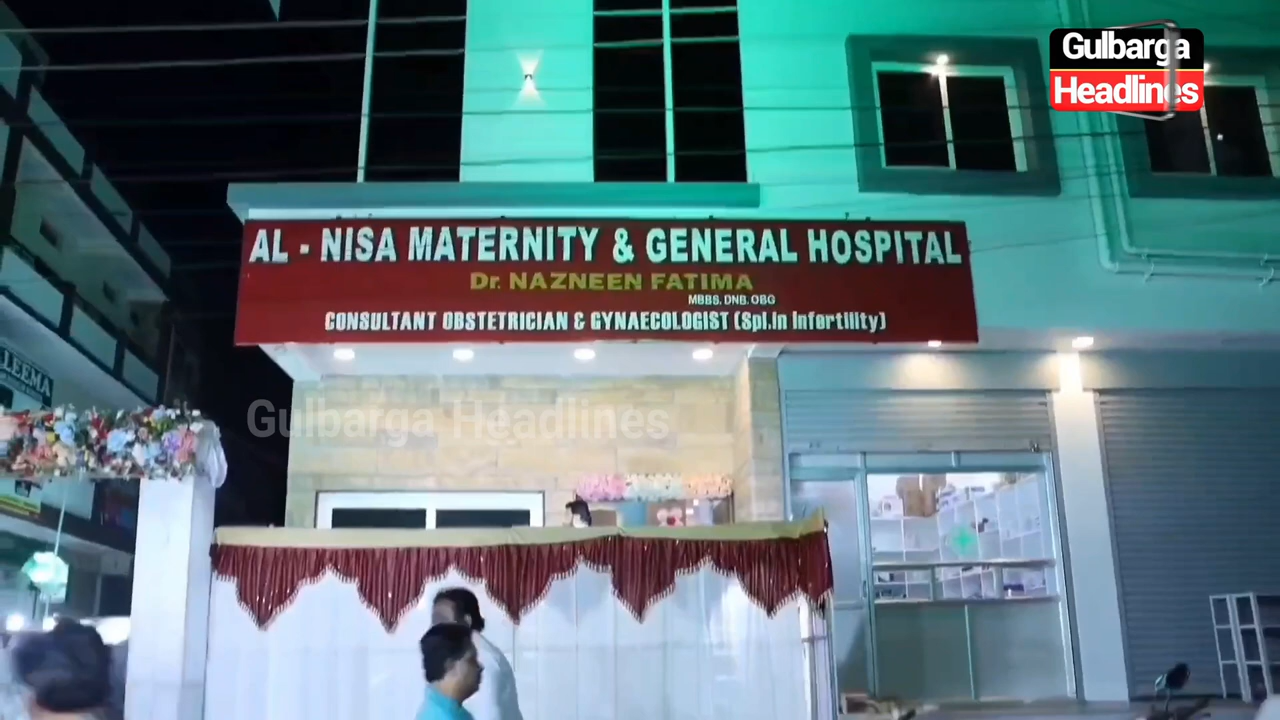 Gulbarga
Headlines
AL - NISA MATERNITY & GENERAL HOSPITAL
Dr. NAZNEEN FATIMA
MBBS. DNB. OBG
CONSULTANT OBSTETRICIAN & GYNAECOLOGIST (Spl.in Infertility)
LEEMA
Gulbarga Headlines